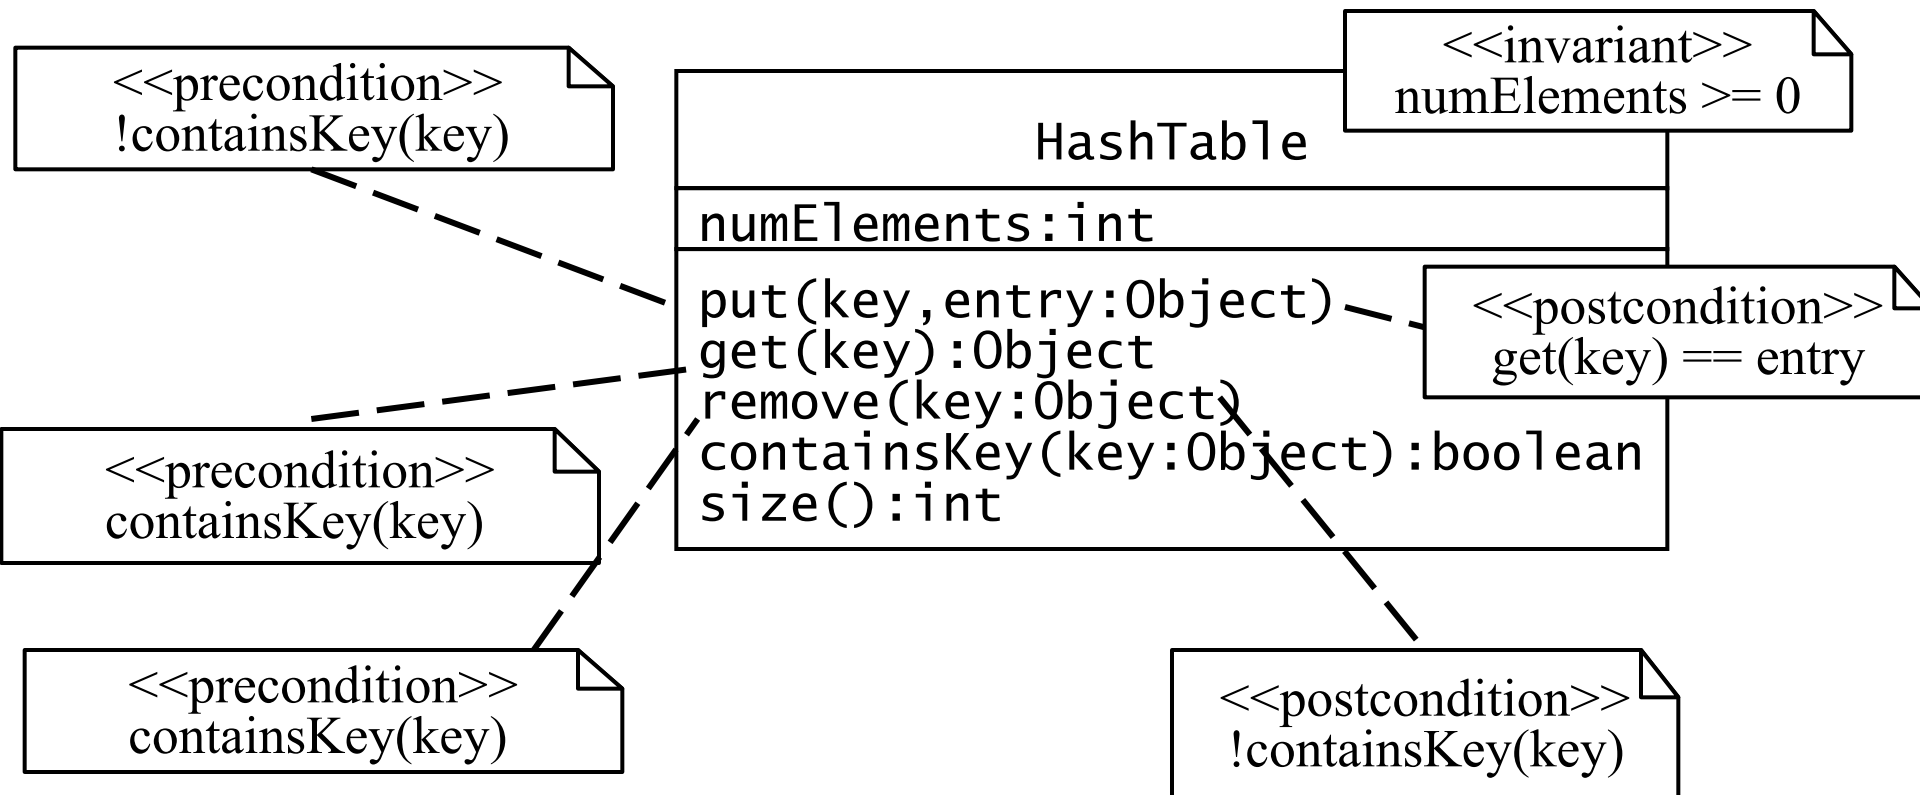 <<precondition>>
!containsKey(key)
<<invariant>>
numElements >= 0
HashTable
numElements:int
put(key,entry:Object)
get(key):Object
remove(key:Object)
containsKey(key:Object):boolean
size():int
<<postcondition>>
get(key) == entry
<<precondition>>
containsKey(key)
<<precondition>>
containsKey(key)
<<postcondition>>
!containsKey(key)